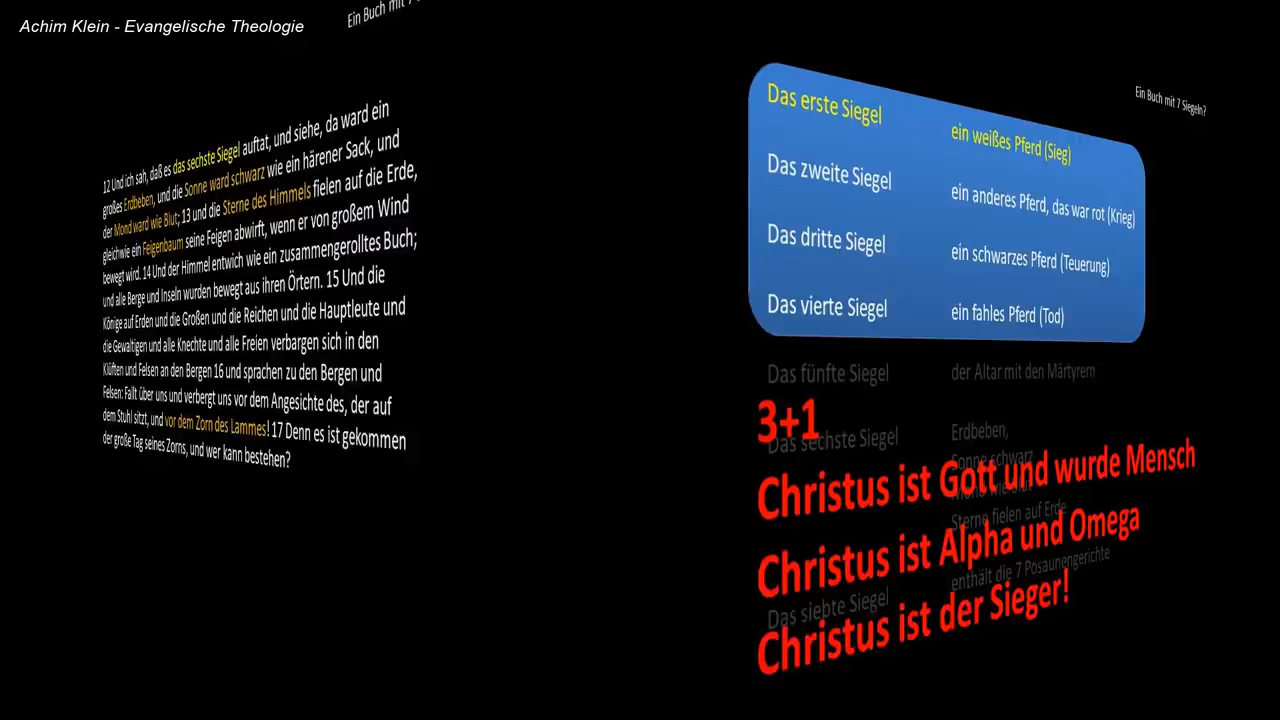 Achim Klein - Evangelische Theologie
Ein Buch mit 7
12 Und ich sah, daß es das sechste Siegel auftat, und siehe, da ward ein
großes Erdbeben, und die Sonne ward schwarz wie ein härener Sack, und
der Mond ward wie Blut; 13 und die Sterne des Himmels fielen auf die Erde,
gleichwie ein Feigenbaum seine Feigen abwirft, wenn er von großem Wind
bewegt wird. 14 Und der Himmel entwich wie ein zusammengerolltes Buch;
und alle Berge und Inseln wurden bewegt aus ihren Örtern. 15 Und die
Könige auf Erden und die Großen und die Reichen und die Hauptleute und
die Gewaltigen und alle Knechte und alle Freien verbargen sich in den
Klüften und Felsen an den Bergen 16 und sprachen zu den Bergen und
Felsen: Fallt über uns und verbergt uns vor dem Angesichte des, der auf
dem Stuhl sitzt, und vor dem Zorn des Lammes! 17 Denn es ist gekommen
der große Tag seines Zorns, und wer kann bestehen?
Ein Buch mit 7 Siegeln?
Das erste Siegel ein weißes Pferd (Sieg)
Das zweite Siegel ein anderes Pferd, das war rot (Krieg)
Das dritte Siegel ein schwarzes Pferd (Teuerung)
Das vierte Siegel ein fahles Pferd (Tod)
Das fünfte Siegel der Altar mit den Märtyrern
Das sechste Siegel Erdbeben,
Sonne schwarz
Mond wie Blut
Sterne fielen auf Erde
Das siebte Siegel enthält die 7 Posaunengerichte
3+1
Christus ist Gott und wurde Mensch
Christus ist Alpha und Omega
Christus ist der Sieger!